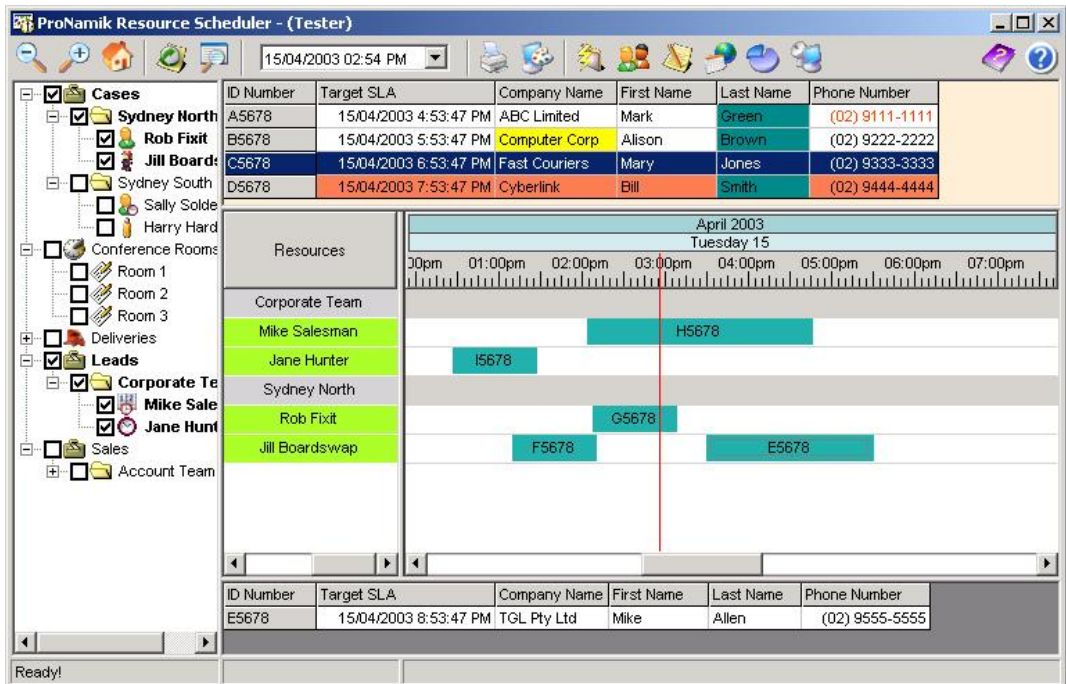 ProNamik Resource Scheduler - (Tester)
15/04/2003 02:54 PM
Cases
Sydney North
Rob Fixit
Jill Boards
Sydney South
Sally Solde
Harry Hard
Conference Rooms
Room 1
Room 2
Room 3
Deliveries
Leads
Corporate Te
Mike Sale
Jane Hunt
Sales
Account Team
ID Number Target SLA Company Name First Name Last Name Phone Number
A5678 15/04/2003 4:53:47 PM ABC Limited Mark Green (02) 9111-1111
B5678 15/04/2003 5:53:47 PM Computer Corp Alison Brown (02) 9222-2222
C5678 15/04/2003 6:53:47 PM Fast Couriers Mary Jones (02) 9333-3333
D5678 15/04/2003 7:53:47 PM Cyberlink Bill Smith (02) 9444-4444
Resources
April 2003
Tuesday 15
00pm 01:00pm 02:00pm 03:00pm 04:00pm 05:00pm 06:00pm 07:00pm
Corporate Team
Mike Salesman H5678
Jane Hunter I5678
Sydney North
Rob Fixit G5678
Jill Boardswap F5678 E5678
ID Number Target SLA Company Name First Name Last Name Phone Number
E5678 15/04/2003 8:53:47 PM TGL Pty Ltd Mike Allen (02) 9555-5555
Ready!